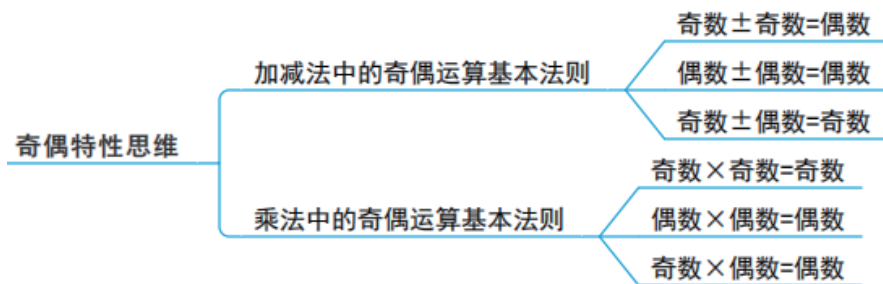 奇偶特性思维
加减法中的奇偶运算基本法则
奇数±奇数=偶数
偶数±偶数=偶数
奇数±偶数=奇数
乘法中的奇偶运算基本法则
奇数×奇数=奇数
偶数×偶数=偶数
奇数×偶数=偶数